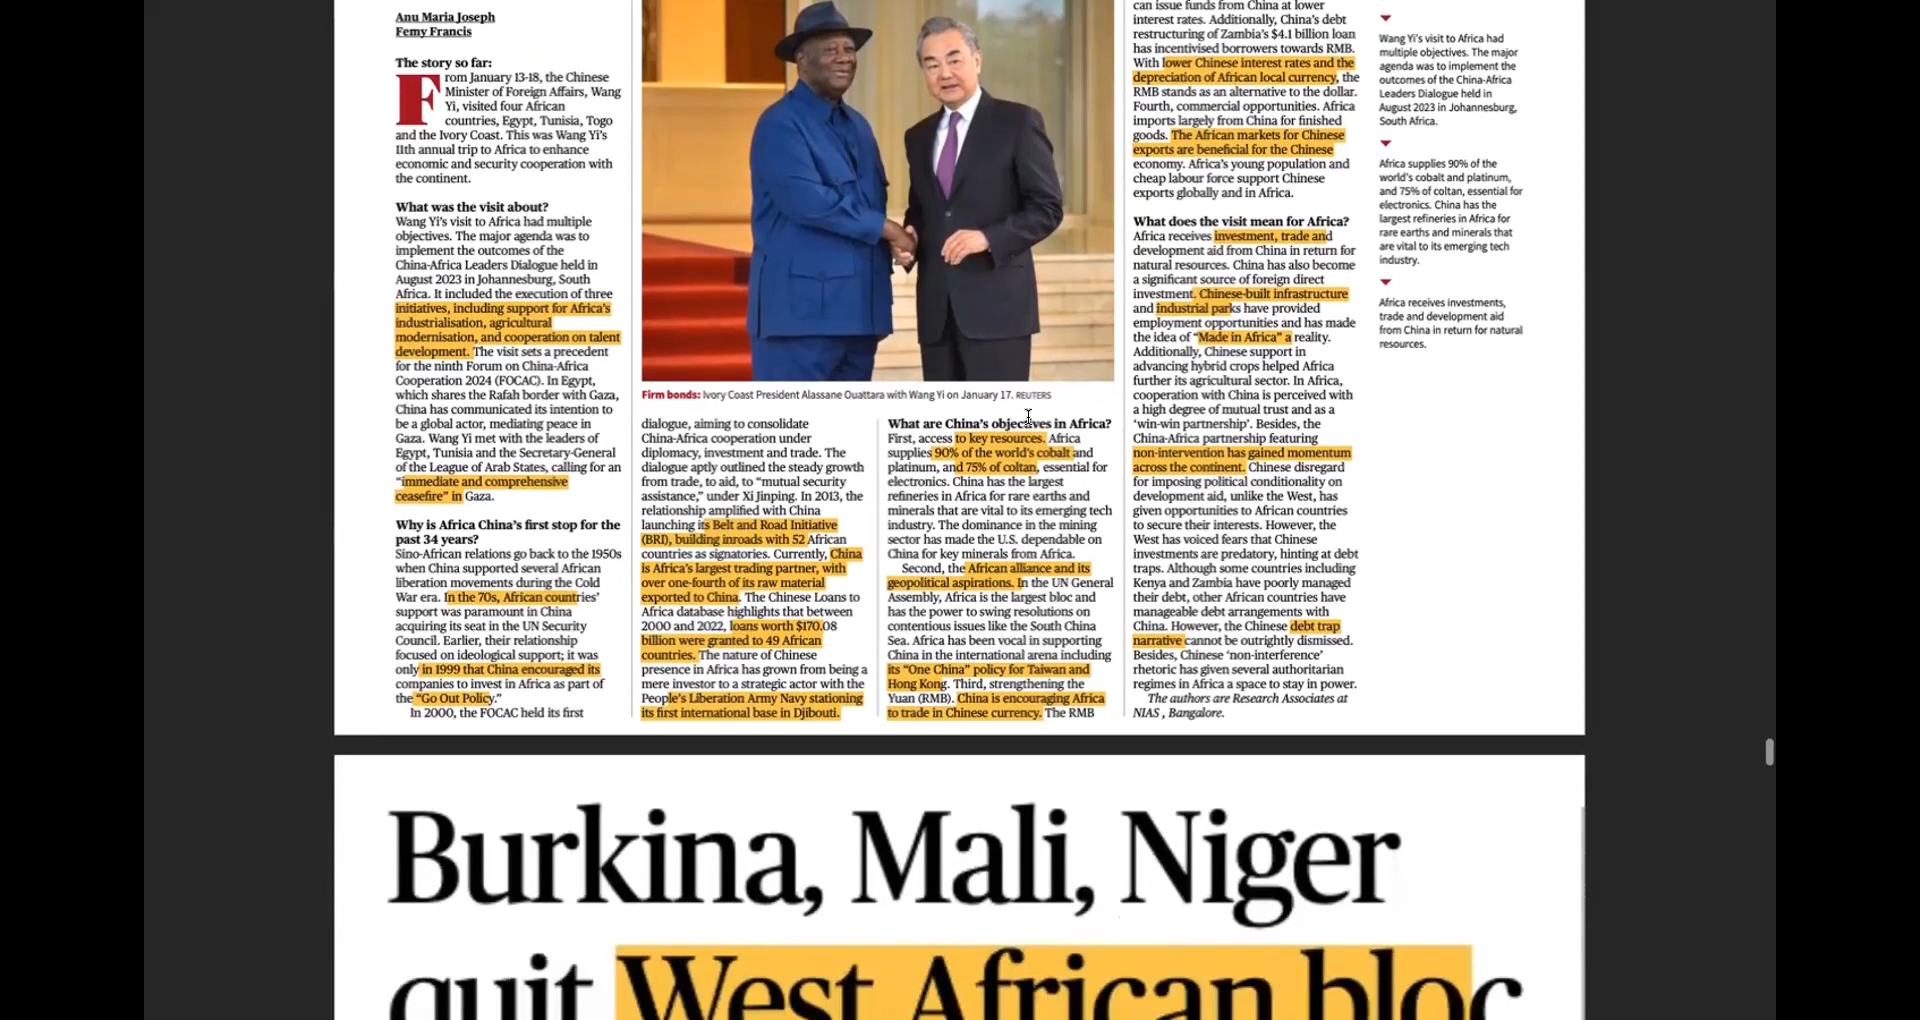 Anu Maria Joseph
Femy Francis
The story so far:
From January 13-18, the Chinese
Minister of Foreign Affairs, Wang
Yi, visited four African
countries, Egypt, Tunisia, Togo
and the Ivory Coast. This was Wang Yi's
11th annual trip to Africa to enhance
economic and security cooperation with
the continent.
What was the visit about?
Wang Yi's visit to Africa had multiple
objectives. The major agenda was to
implement the outcomes of the
China-Africa Leaders Dialogue held in
August 2023 in Johannesburg, South
Africa. It included the execution of three
initiatives, including support for Africa's
industrialisation, agricultural
modernisation, and cooperation on talent
development. The visit sets a precedent
for the ninth Forum on China-Africa
Cooperation 2024 (FOCAC). In Egypt,
which shares the Rafah border with Gaza,
China has communicated its intention to
be a global actor, mediating peace in
Gaza. Wang Yi met with the leaders of
Egypt, Tunisia and the Secretary-General
of the League of Arab States, calling for an
“immediate and comprehensive
ceasefire” in Gaza.
Why is Africa China's first stop for the
past 34 years?
Sino-African relations go back to the 1950s
when China supported several African
liberation movements during the Cold
War era. In the 70s, African countries'
support was paramount in China
acquiring its seat in the UN Security
Council. Earlier, their relationship
focused on ideological support; it was
only in 1999 that China encouraged its
companies to invest in Africa as part of
the “Go Out Policy.”
In 2000, the FOCAC held its first
Firm bonds: Ivory Coast President Alassane Ouattara with Wang Yi on January 17. REUTERS
dialogue, aiming to consolidate
China-Africa cooperation under
diplomacy, investment and trade. The
dialogue aptly outlined the steady growth
from trade, to aid, to “mutual security
assistance,” under Xi Jinping. In 2013, the
relationship amplified with China
launching its Belt and Road Initiative
(BRI), building inroads with 52 African
countries as signatories. Currently, China
is Africa's largest trading partner, with
over one-fourth of its raw material
exported to China. The Chinese Loans to
Africa database highlights that between
2000 and 2022, loans worth $170.08
billion were granted to 49 African
countries. The nature of Chinese
presence in Africa has grown from being a
mere investor to a strategic actor with the
People's Liberation Army Navy stationing
its first international base in Djibouti.
What are China's objectives in Africa?
First, access to key resources. Africa
supplies 90% of the world's cobalt and
platinum, and 75% of coltan, essential for
electronics. China has the largest
refineries in Africa for rare earths and
minerals that are vital to its emerging tech
industry. The dominance in the mining
sector has made the U.S. dependable on
China for key minerals from Africa.
Second, the African alliance and its
geopolitical aspirations. In the UN General
Assembly, Africa is the largest bloc and
has the power to swing resolutions on
contentious issues like the South China
Sea. Africa has been vocal in supporting
China in the international arena including
its “One China” policy for Taiwan and
Hong Kong. Third, strengthening the
Yuan (RMB). China is encouraging Africa
to trade in Chinese currency. The RMB
can issue funds from China at lower
interest rates. Additionally, China's debt
restructuring of Zambia's $4.1 billion loan
has incentivised borrowers towards RMB.
With lower Chinese interest rates and the
depreciation of African local currency, the
RMB stands as an alternative to the dollar.
Fourth, commercial opportunities. Africa
imports largely from China for finished
goods. The African markets for Chinese
exports are beneficial for the Chinese
economy. Africa's young population and
cheap labour force support Chinese
exports globally and in Africa.
What does the visit mean for Africa?
Africa receives investment, trade and
development aid from China in return for
natural resources. China has also become
a significant source of foreign direct
investment. Chinese-built infrastructure
and industrial parks have provided
employment opportunities and has made
the idea of “Made in Africa” a reality.
Additionally, Chinese support in
advancing hybrid crops helped Africa
further its agricultural sector. In Africa,
cooperation with China is perceived with
a high degree of mutual trust and as a
‘win-win partnership’. Besides, the
China-Africa partnership featuring
non-intervention has gained momentum
across the continent. Chinese disregard
for imposing political conditionality on
development aid, unlike the West, has
given opportunities to African countries
to secure their interests. However, the
West has voiced fears that Chinese
investments are predatory, hinting at debt
traps. Although some countries including
Kenya and Zambia have poorly managed
their debt, other African countries have
manageable debt arrangements with
China. However, the Chinese debt trap
narrative cannot be outrightly dismissed.
Besides, Chinese ‘non-interference’
rhetoric has given several authoritarian
regimes in Africa a space to stay in power.
The authors are Research Associates at
NIAS , Bangalore.
Wang Yi's visit to Africa had
multiple objectives. The major
agenda was to implement the
outcomes of the China-Africa
Leaders Dialogue held in
August 2023 in Johannesburg,
South Africa.
Africa supplies 90% of the
world's cobalt and platinum,
and 75% of coltan, essential for
electronics. China has the
largest refineries in Africa for
rare earths and minerals that
are vital to its emerging tech
industry.
Africa receives investments,
trade and development aid
from China in return for natural
resources.
Burkina, Mali, Niger
quit West African bloc